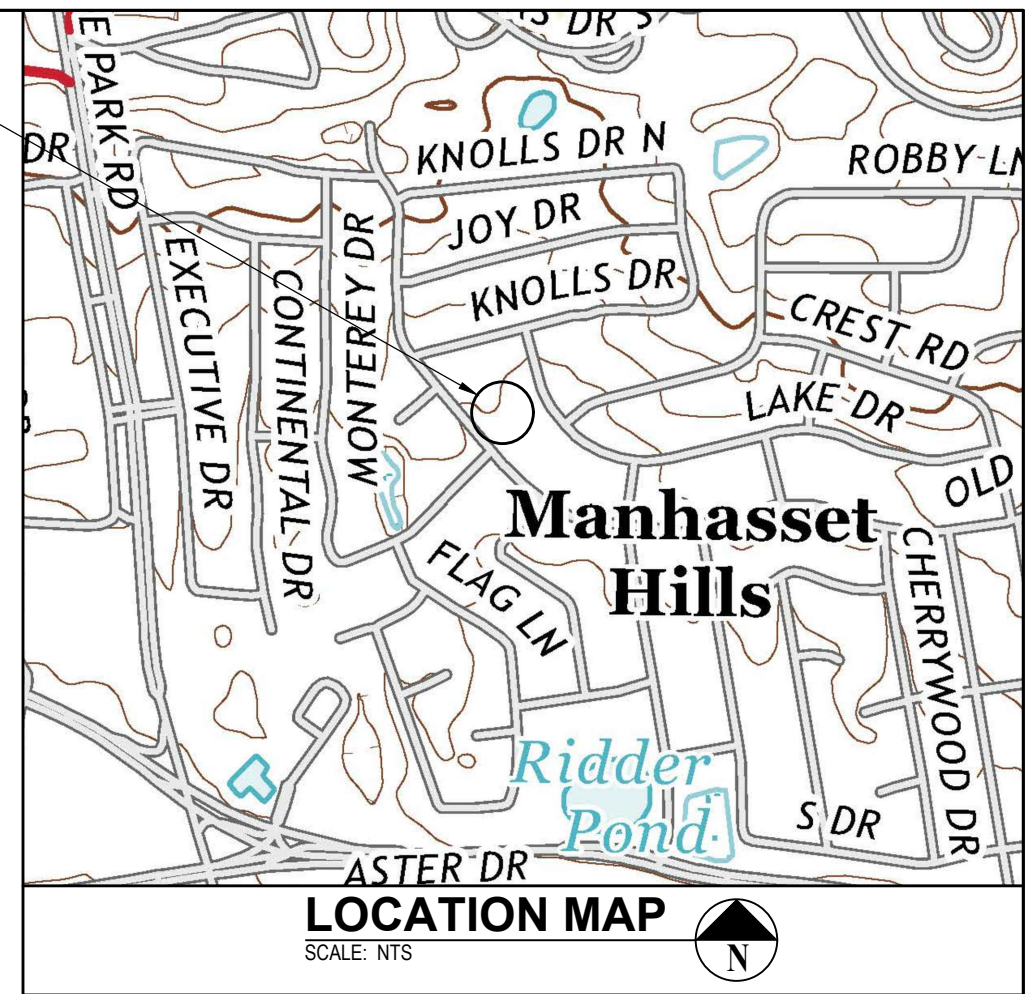 S DR S
E PARK RD
DR
KNOLLS DR N
ROBBY LN
JOY DR
KNOLLS DR
EXECUTIVE DR
CONTINENTAL DR
MONTEREY DR
CREST RD
LAKE DR
OLD
Manhasset
Hills
FLAG LN
CHERRYWOOD DR
Ridder
Pond
S DR
ASTER DR
LOCATION MAP
SCALE: NTS
N